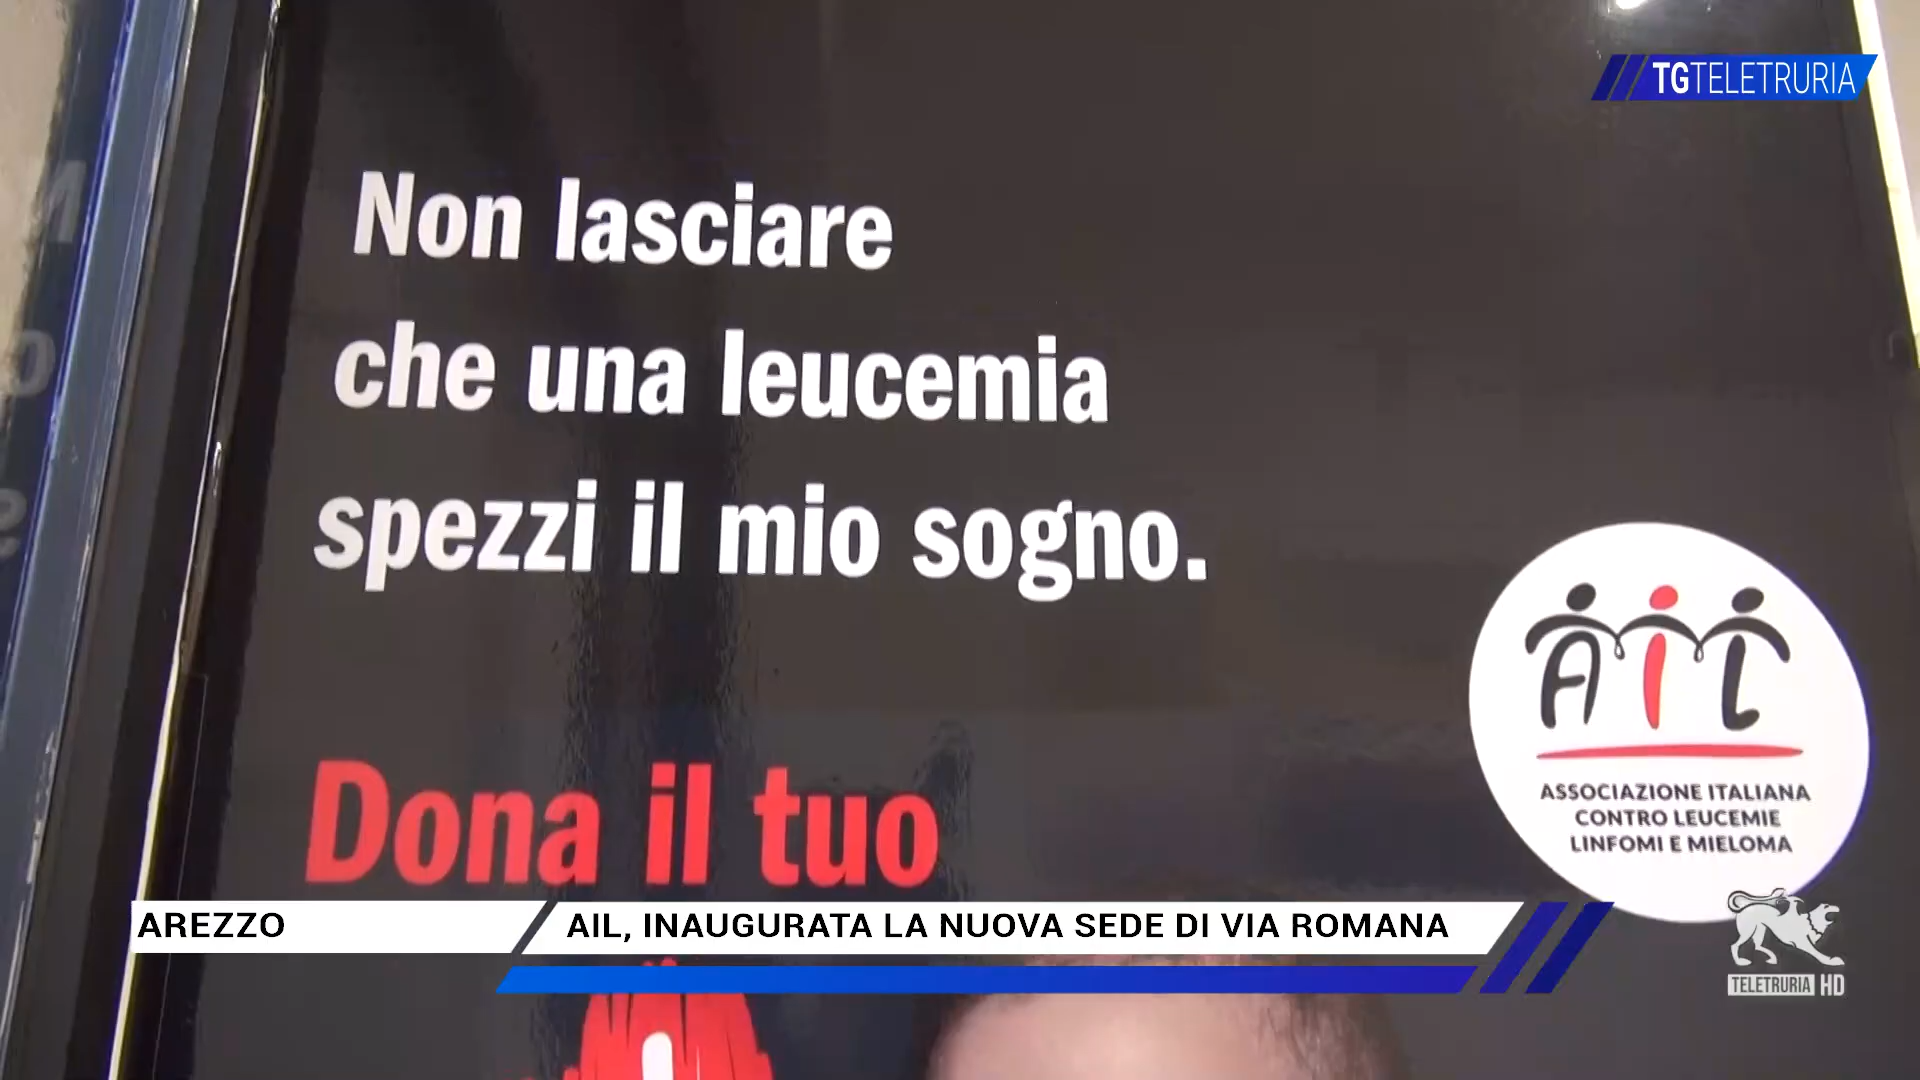 TGTELETRURIA
Non lasciare
che una leucemia
spezzi il mio sogno.
AIL
ASSOCIAZIONE ITALIANA
CONTRO LEUCEMIE
LINFOMI E MIELOMA
Dona il tuo
AREZZO
AIL, INAUGURATA LA NUOVA SEDE DI VIA ROMANA
TELETRURIA HD